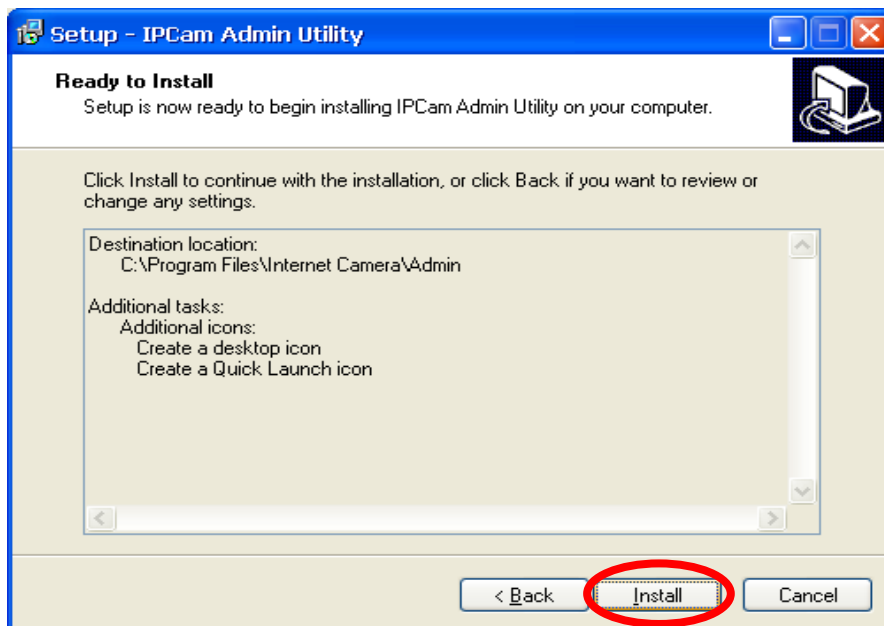 Setup - IPCam Admin Utility
Ready to Install
Setup is now ready to begin installing IPCam Admin Utility on your computer.
Click Install to continue with the installation, or click Back if you want to review or
change any settings.
Destination location:
C:\Program Files\Internet Camera\Admin
Additional tasks:
Additional icons:
Create a desktop icon
Create a Quick Launch icon
< Back Install Cancel